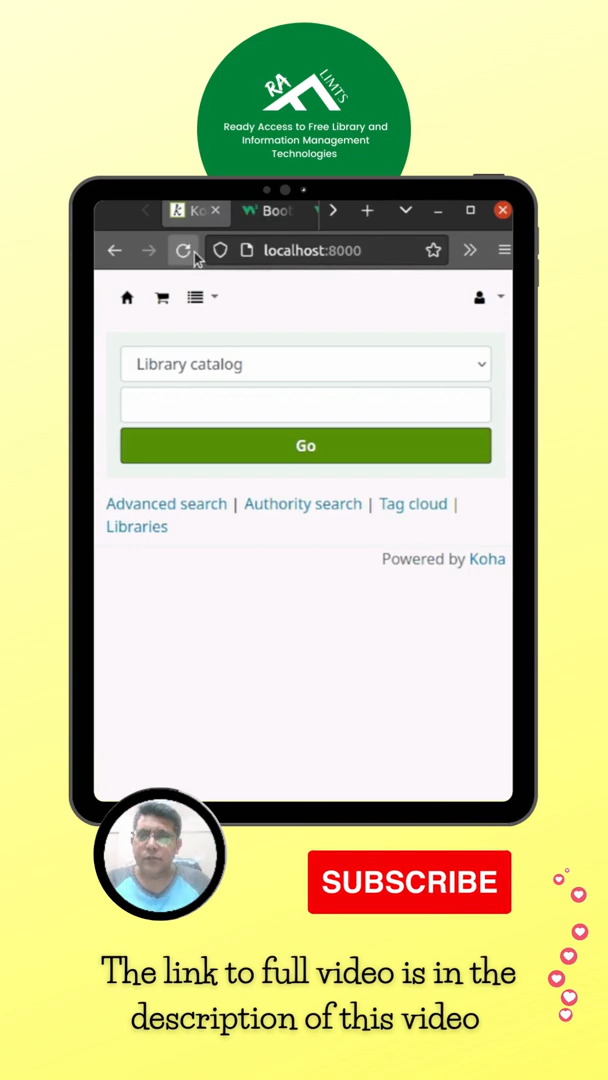 RA
LIMTS
Ready Access to Free Library and
Information Management
Technologies
Ko
Boot
localhost:8000
Library catalog
Go
Advanced search | Authority search | Tag cloud |
Libraries
Powered by Koha
SUBSCRIBE
The link to full video is in the
description of this video